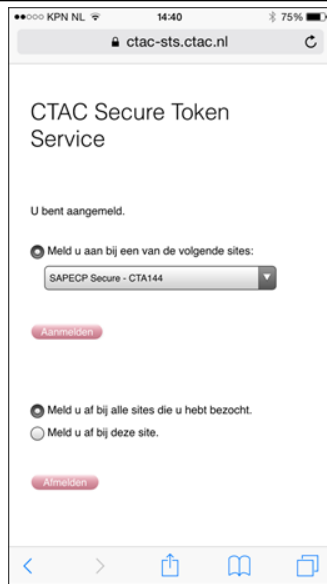 KPN NL 14:40 75%
ctac-sts.ctac.nl
CTAC Secure Token
Service
U bent aangemeld.
Meld u aan bij een van de volgende sites:
SAPECP Secure - CTA144
Aanmelden
Meld u af bij alle sites die u hebt bezocht.
Meld u af bij deze site.
Afmelden